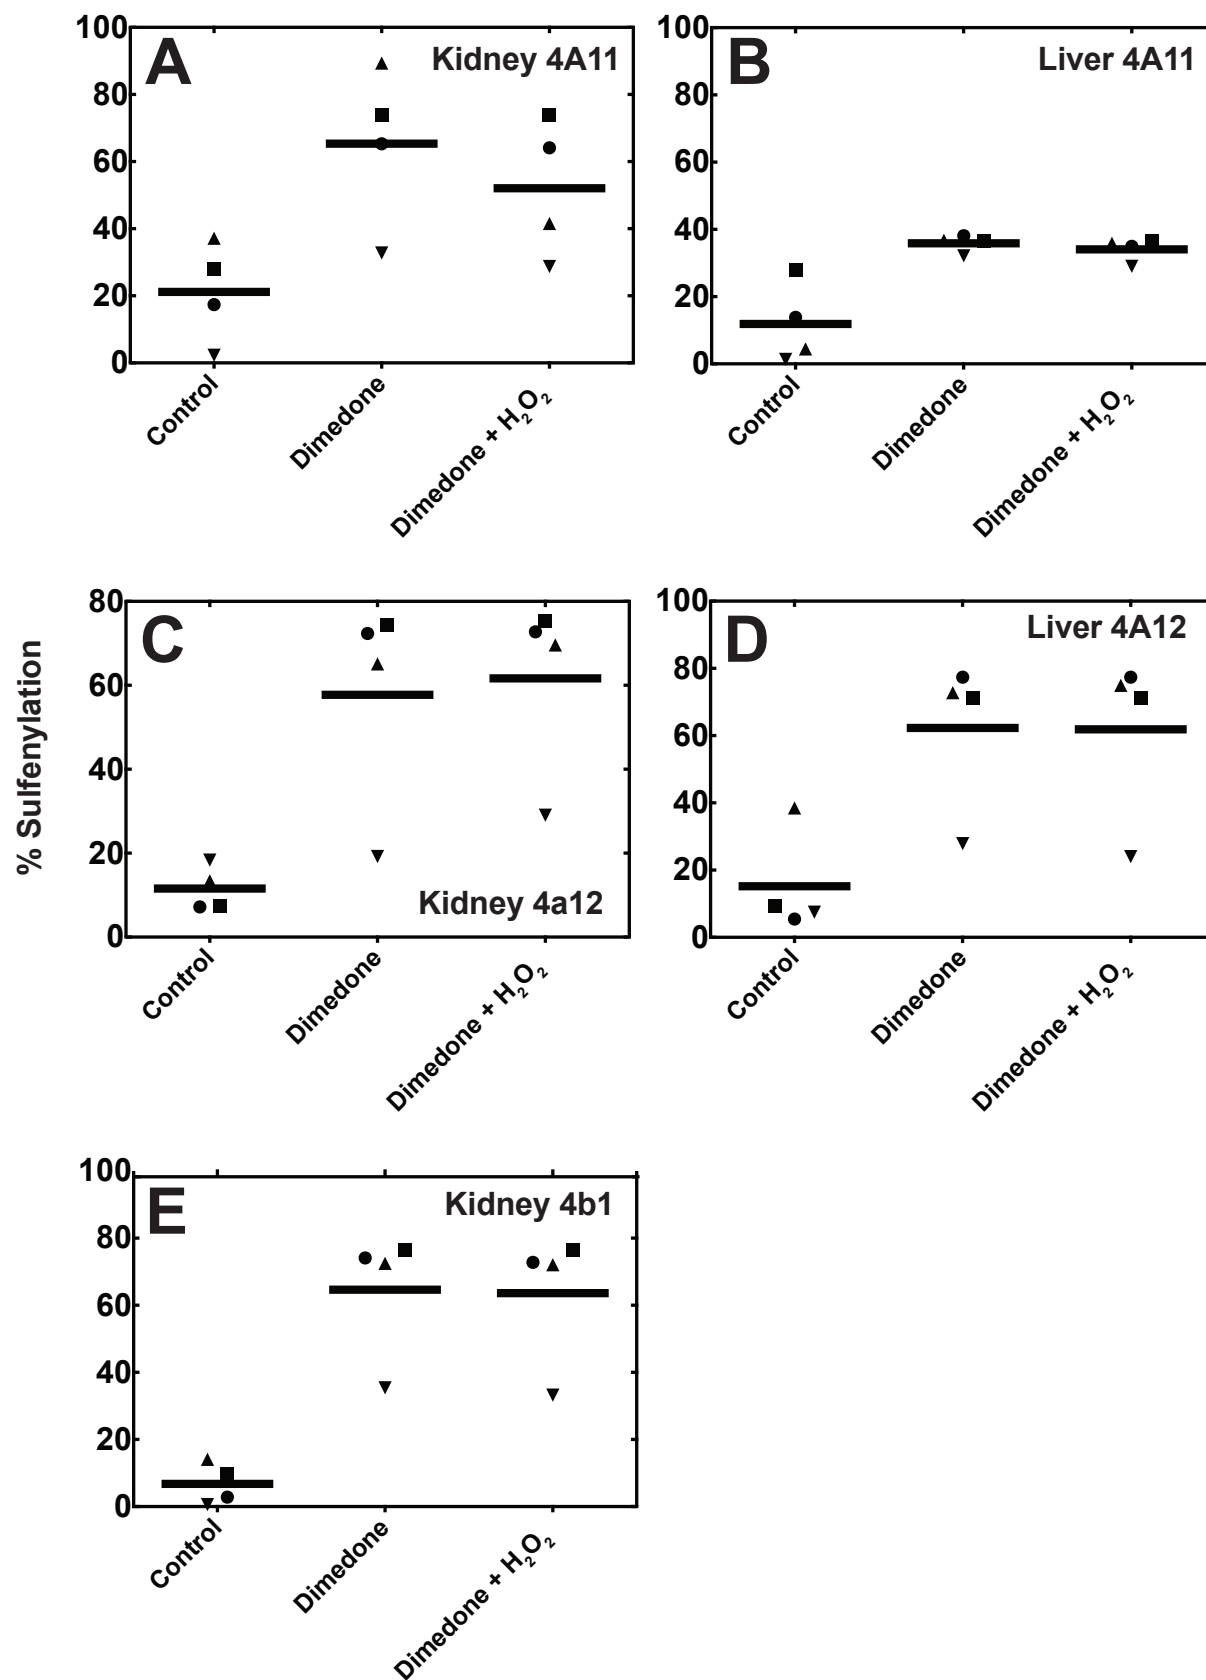 A
Kidney 4A11
100
80
60
40
20
0
Control
Dimedone
Dimedone + H₂O₂
B
Liver 4A11
100
80
60
40
20
0
Control
Dimedone
Dimedone + H₂O₂
% Sulfenylation
C
Kidney 4a12
80
60
40
20
0
Control
Dimedone
Dimedone + H₂O₂
D
Liver 4A12
100
80
60
40
20
0
Control
Dimedone
Dimedone + H₂O₂
E
Kidney 4b1
100
80
60
40
20
0
Control
Dimedone
Dimedone + H₂O₂